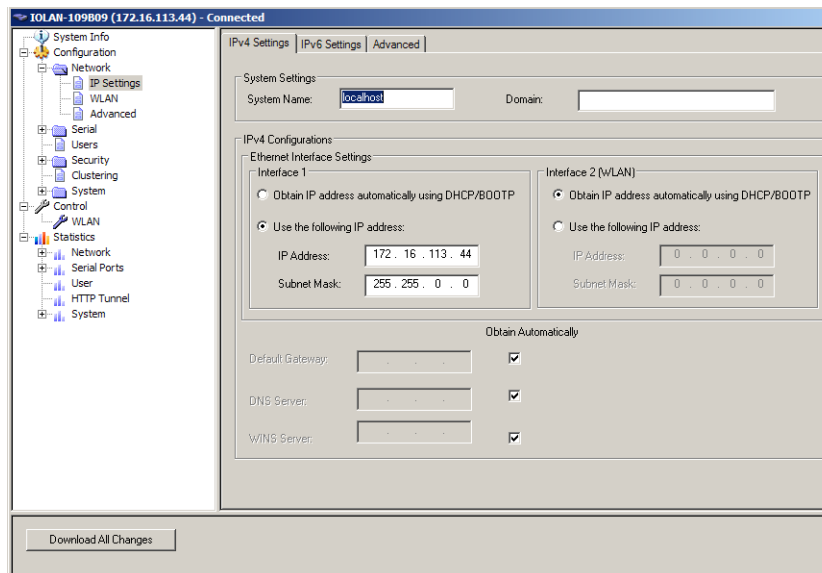 IOLAN-109B09 (172.16.113.44) - Connected
System Info
Configuration
Network
IP Settings
WLAN
Advanced
Serial
Users
Security
Clustering
System
Control
WLAN
Statistics
Network
Serial Ports
User
HTTP Tunnel
System
IPv4 Settings IPv6 Settings Advanced
System Settings
System Name: localhost Domain:
IPv4 Configurations
Ethernet Interface Settings
Interface 1
Obtain IP address automatically using DHCP/BOOTP
Use the following IP address:
IP Address: 172 . 16 . 113 . 44
Subnet Mask: 255 . 255 . 0 . 0
Interface 2 (WLAN)
Obtain IP address automatically using DHCP/BOOTP
Use the following IP address:
IP Address: 0 . 0 . 0 . 0
Subnet Mask: 0 . 0 . 0 . 0
Obtain Automatically
Default Gateway: . . .
DNS Server: . . .
WINS Server: . . .
Download All Changes